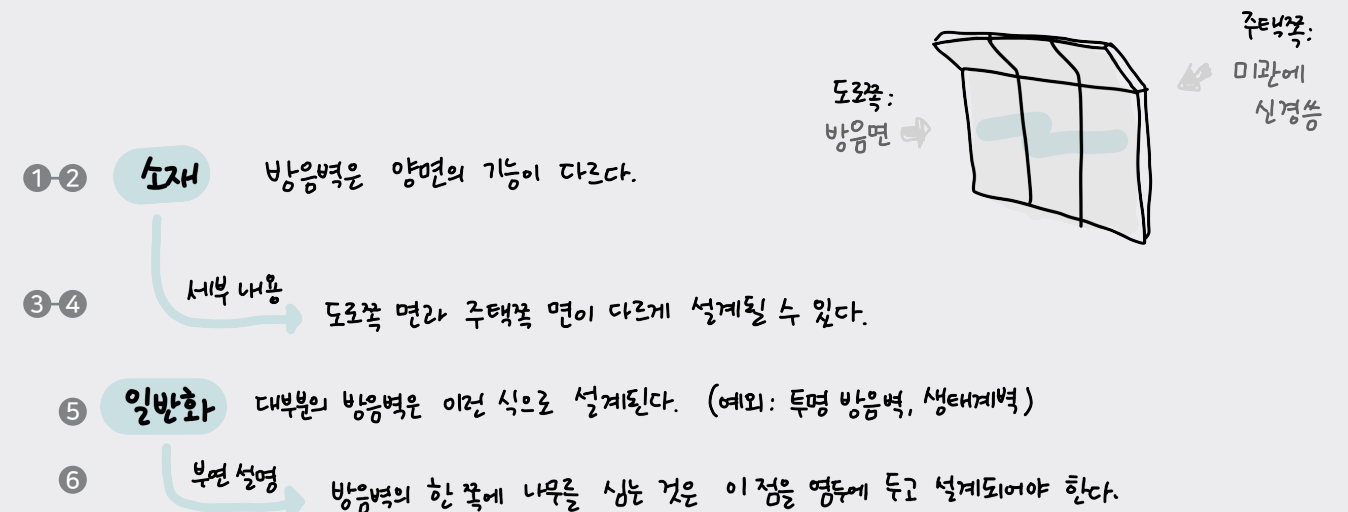 주택쪽:
미관에
신경씀
도로쪽:
방음면
1-2 소재 방음벽은 양면의 기능이 다르다.
세부 내용
3-4 도로쪽 면과 주택쪽 면이 다르게 설계될 수 있다.
5 일반화 대부분의 방음벽은 이런 식으로 설계된다. (예외: 투명 방음벽, 생태계벽)
부연 설명
6 방음벽의 한 쪽에 나무를 심는 것은 이 점을 염두에 두고 설계되어야 한다.